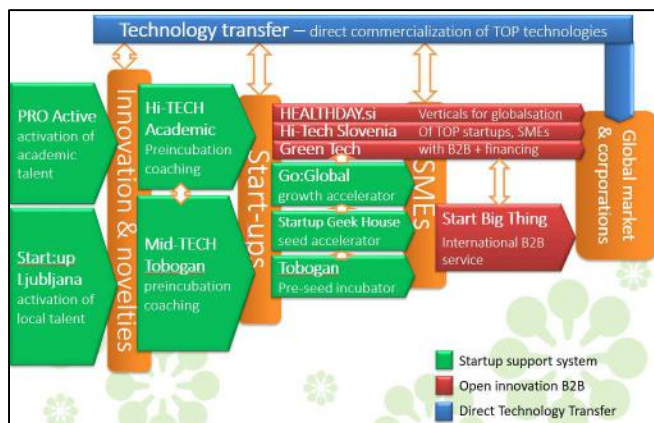 Technology transfer – direct commercialization of TOP technologies
PRO Active
activation of
academic
talent
Start:up
Ljubljana
activation of
local talent
Innovation & novelties
Hi-TECH
Academic
Preincubation
coaching
Mid-TECH
Tobogan
preincubation
coaching
Start-ups
HEALTHDAY.si
Hi-Tech Slovenia
Green Tech
Verticals for globalsation
Of TOP startups, SMEs
with B2B + financing
Go:Global
growth accelerator
Startup Geek House
seed accelerator
Tobogan
Pre-seed incubator
SMEs
Start Big Thing
International B2B
service
Global market
& corporations
Startup support system
Open innovation B2B
Direct Technology Transfer